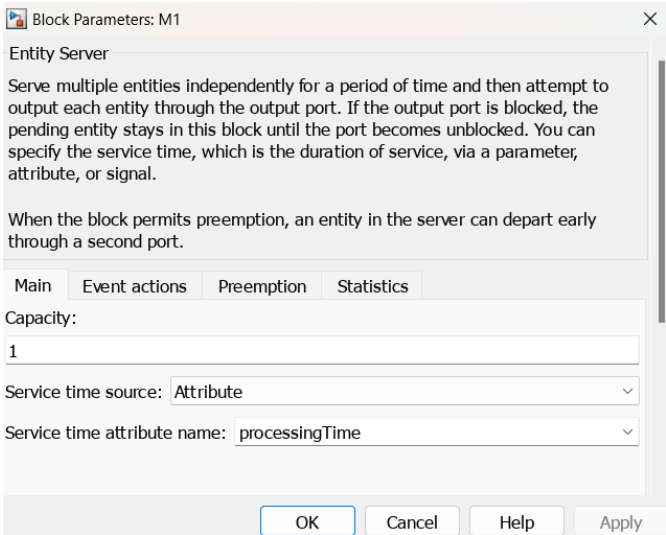 Block Parameters: M1
Entity Server
Serve multiple entities independently for a period of time and then attempt to
output each entity through the output port. If the output port is blocked, the
pending entity stays in this block until the port becomes unblocked. You can
specify the service time, which is the duration of service, via a parameter,
attribute, or signal.
When the block permits preemption, an entity in the server can depart early
through a second port.
Main Event actions Preemption Statistics
Capacity:
1
Service time source: Attribute
Service time attribute name: processingTime
OK Cancel Help Apply